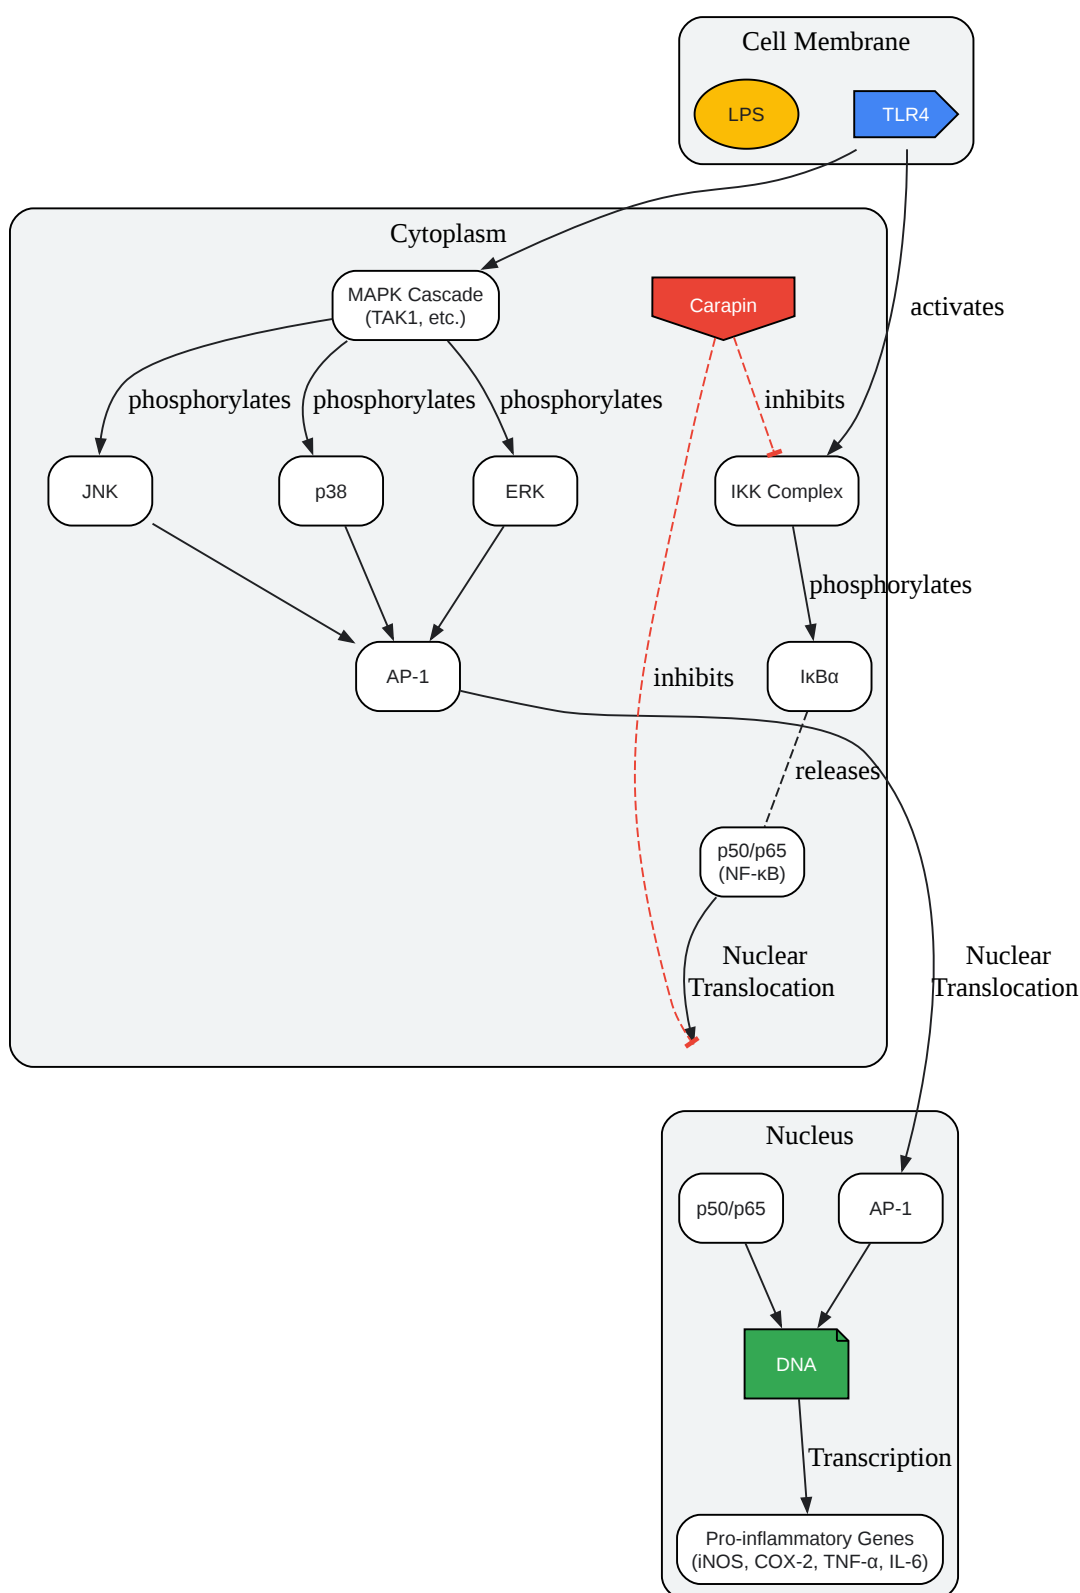 Cell Membrane
LPS
TLR4
Cytoplasm
MAPK Cascade
(TAK1, etc.)
Carapin
activates
phosphorylates
phosphorylates
phosphorylates
inhibits
JNK
p38
ERK
IKK Complex
phosphorylates
AP-1
inhibits
IκBα
releases
p50/p65
(NF-κB)
Nuclear
Translocation
Nuclear
Translocation
Nucleus
p50/p65
AP-1
DNA
Transcription
Pro-inflammatory Genes
(iNOS, COX-2, TNF-α, IL-6)